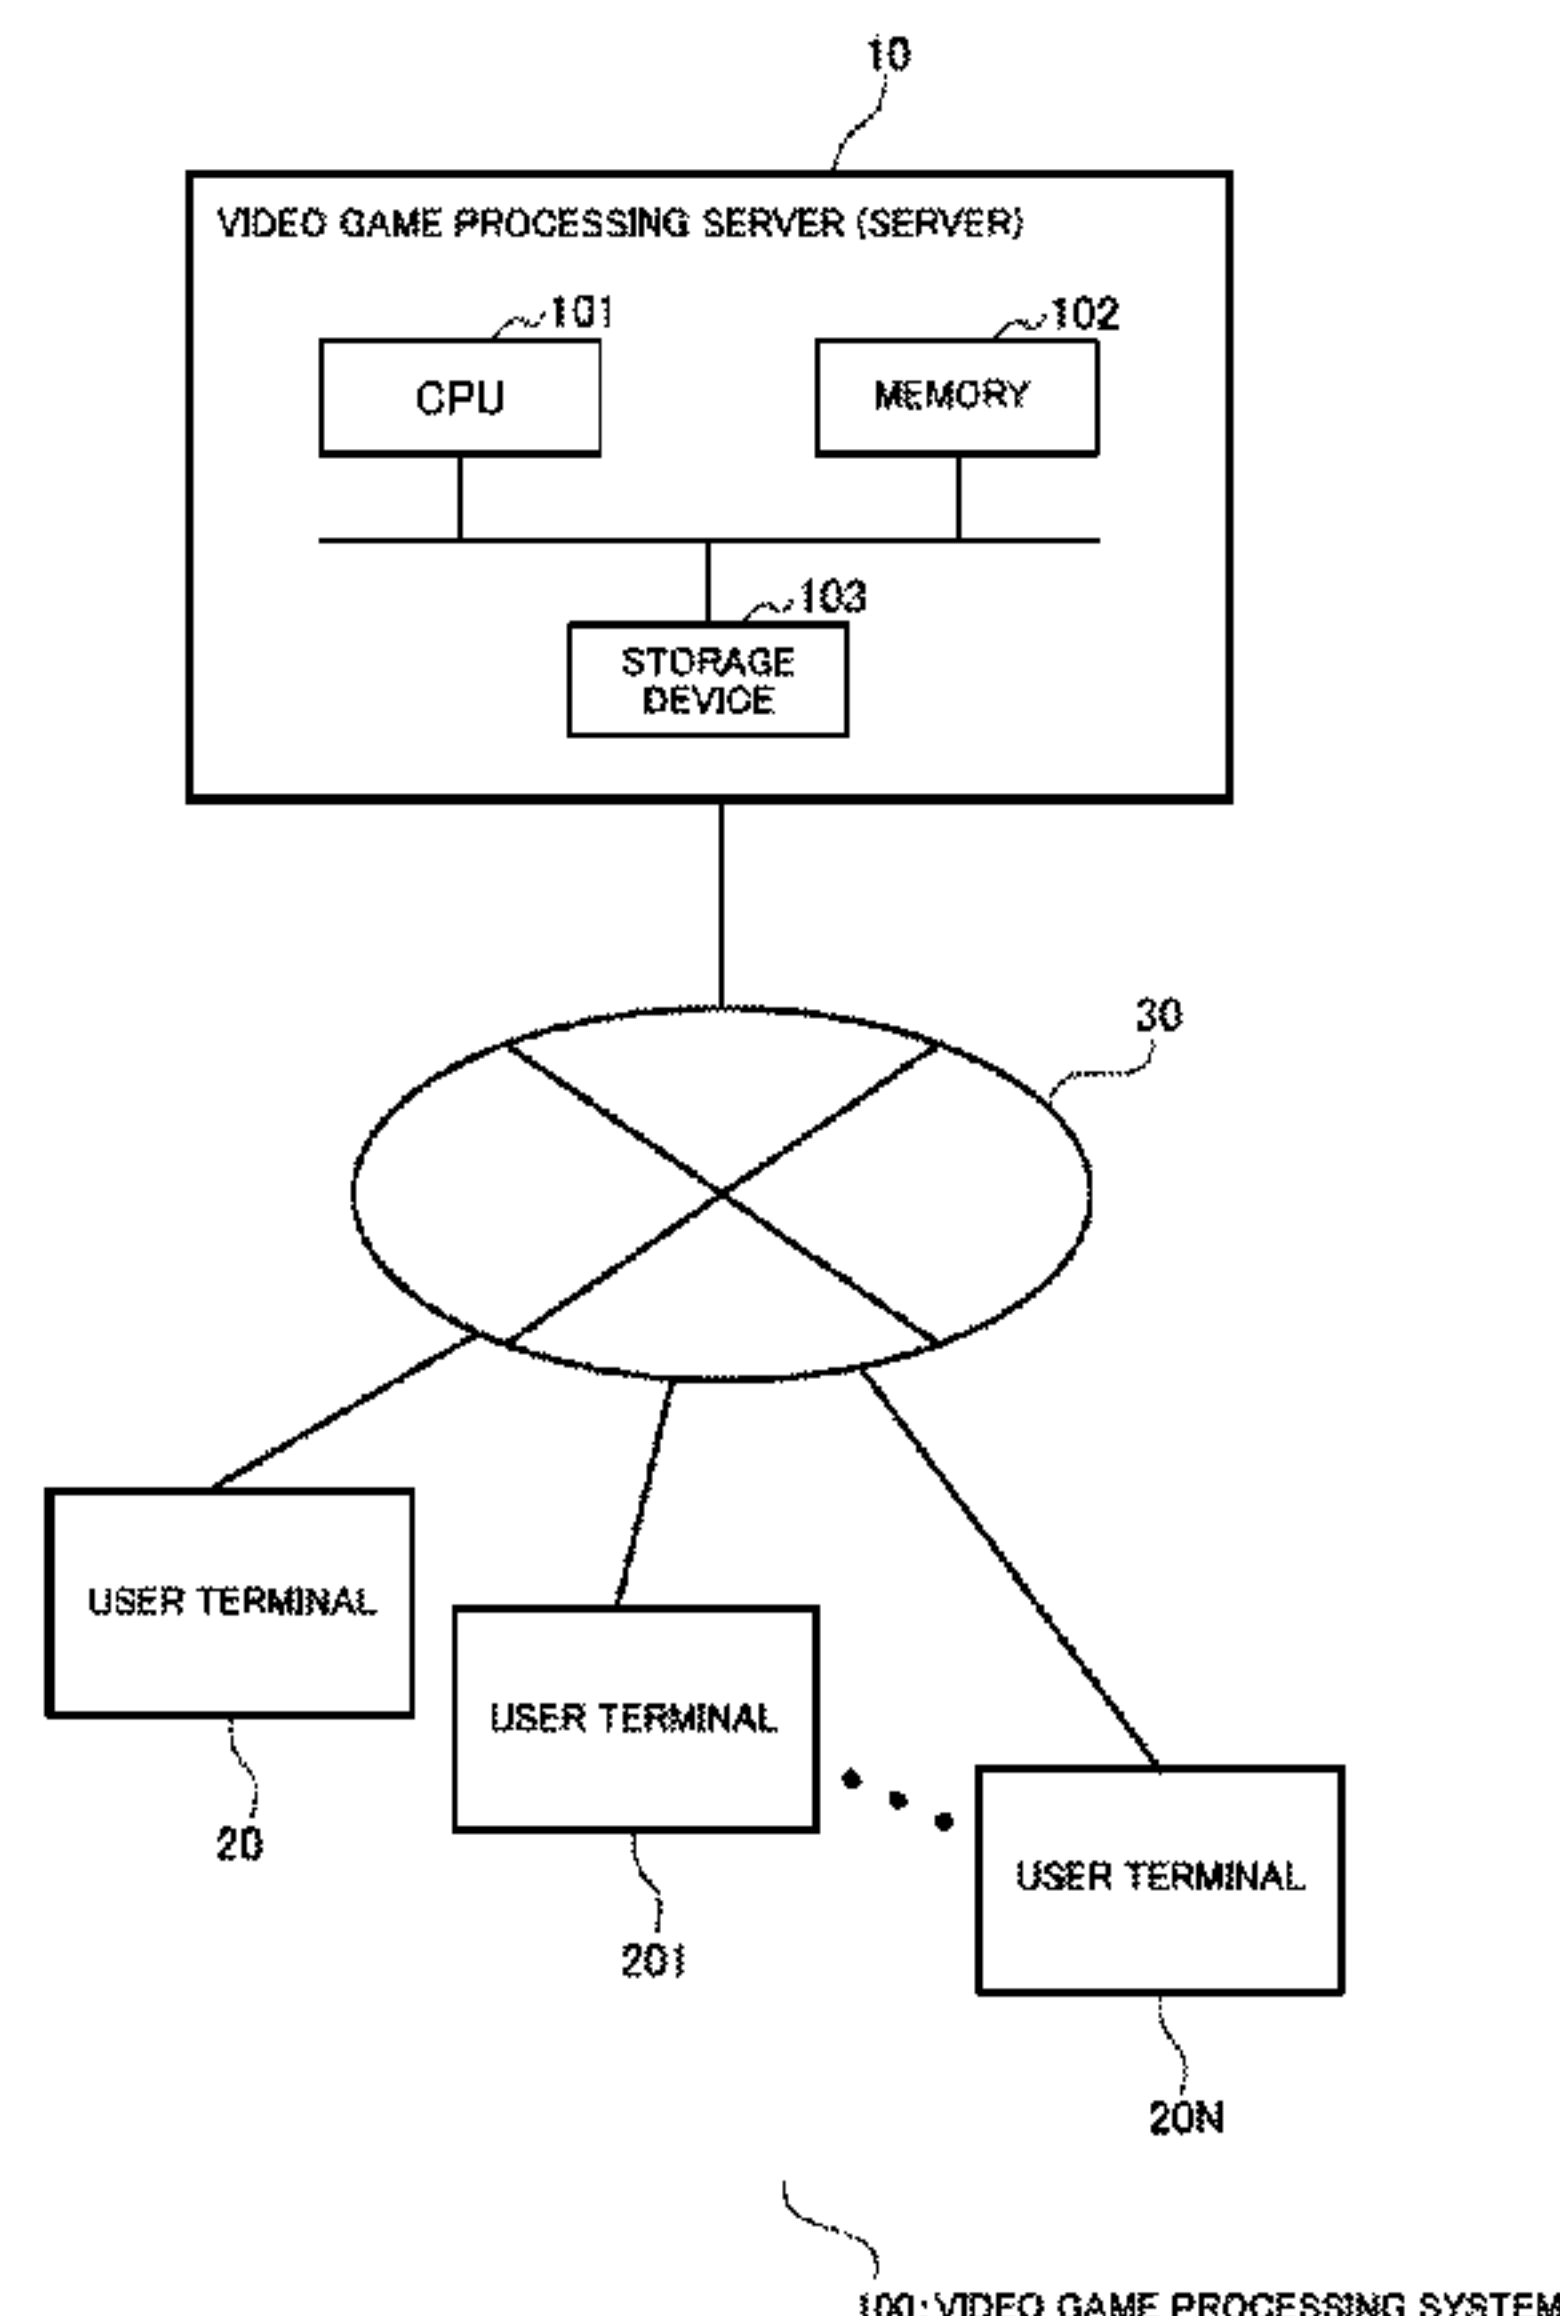 10
VIDEO GAME PROCESSING SERVER (SERVER)
101
102
CPU
MEMORY
103
STORAGE
DEVICE
30
USER TERMINAL
USER TERMINAL
USER TERMINAL
20
201
20N
100: VIDEO GAME PROCESSING SYSTEM